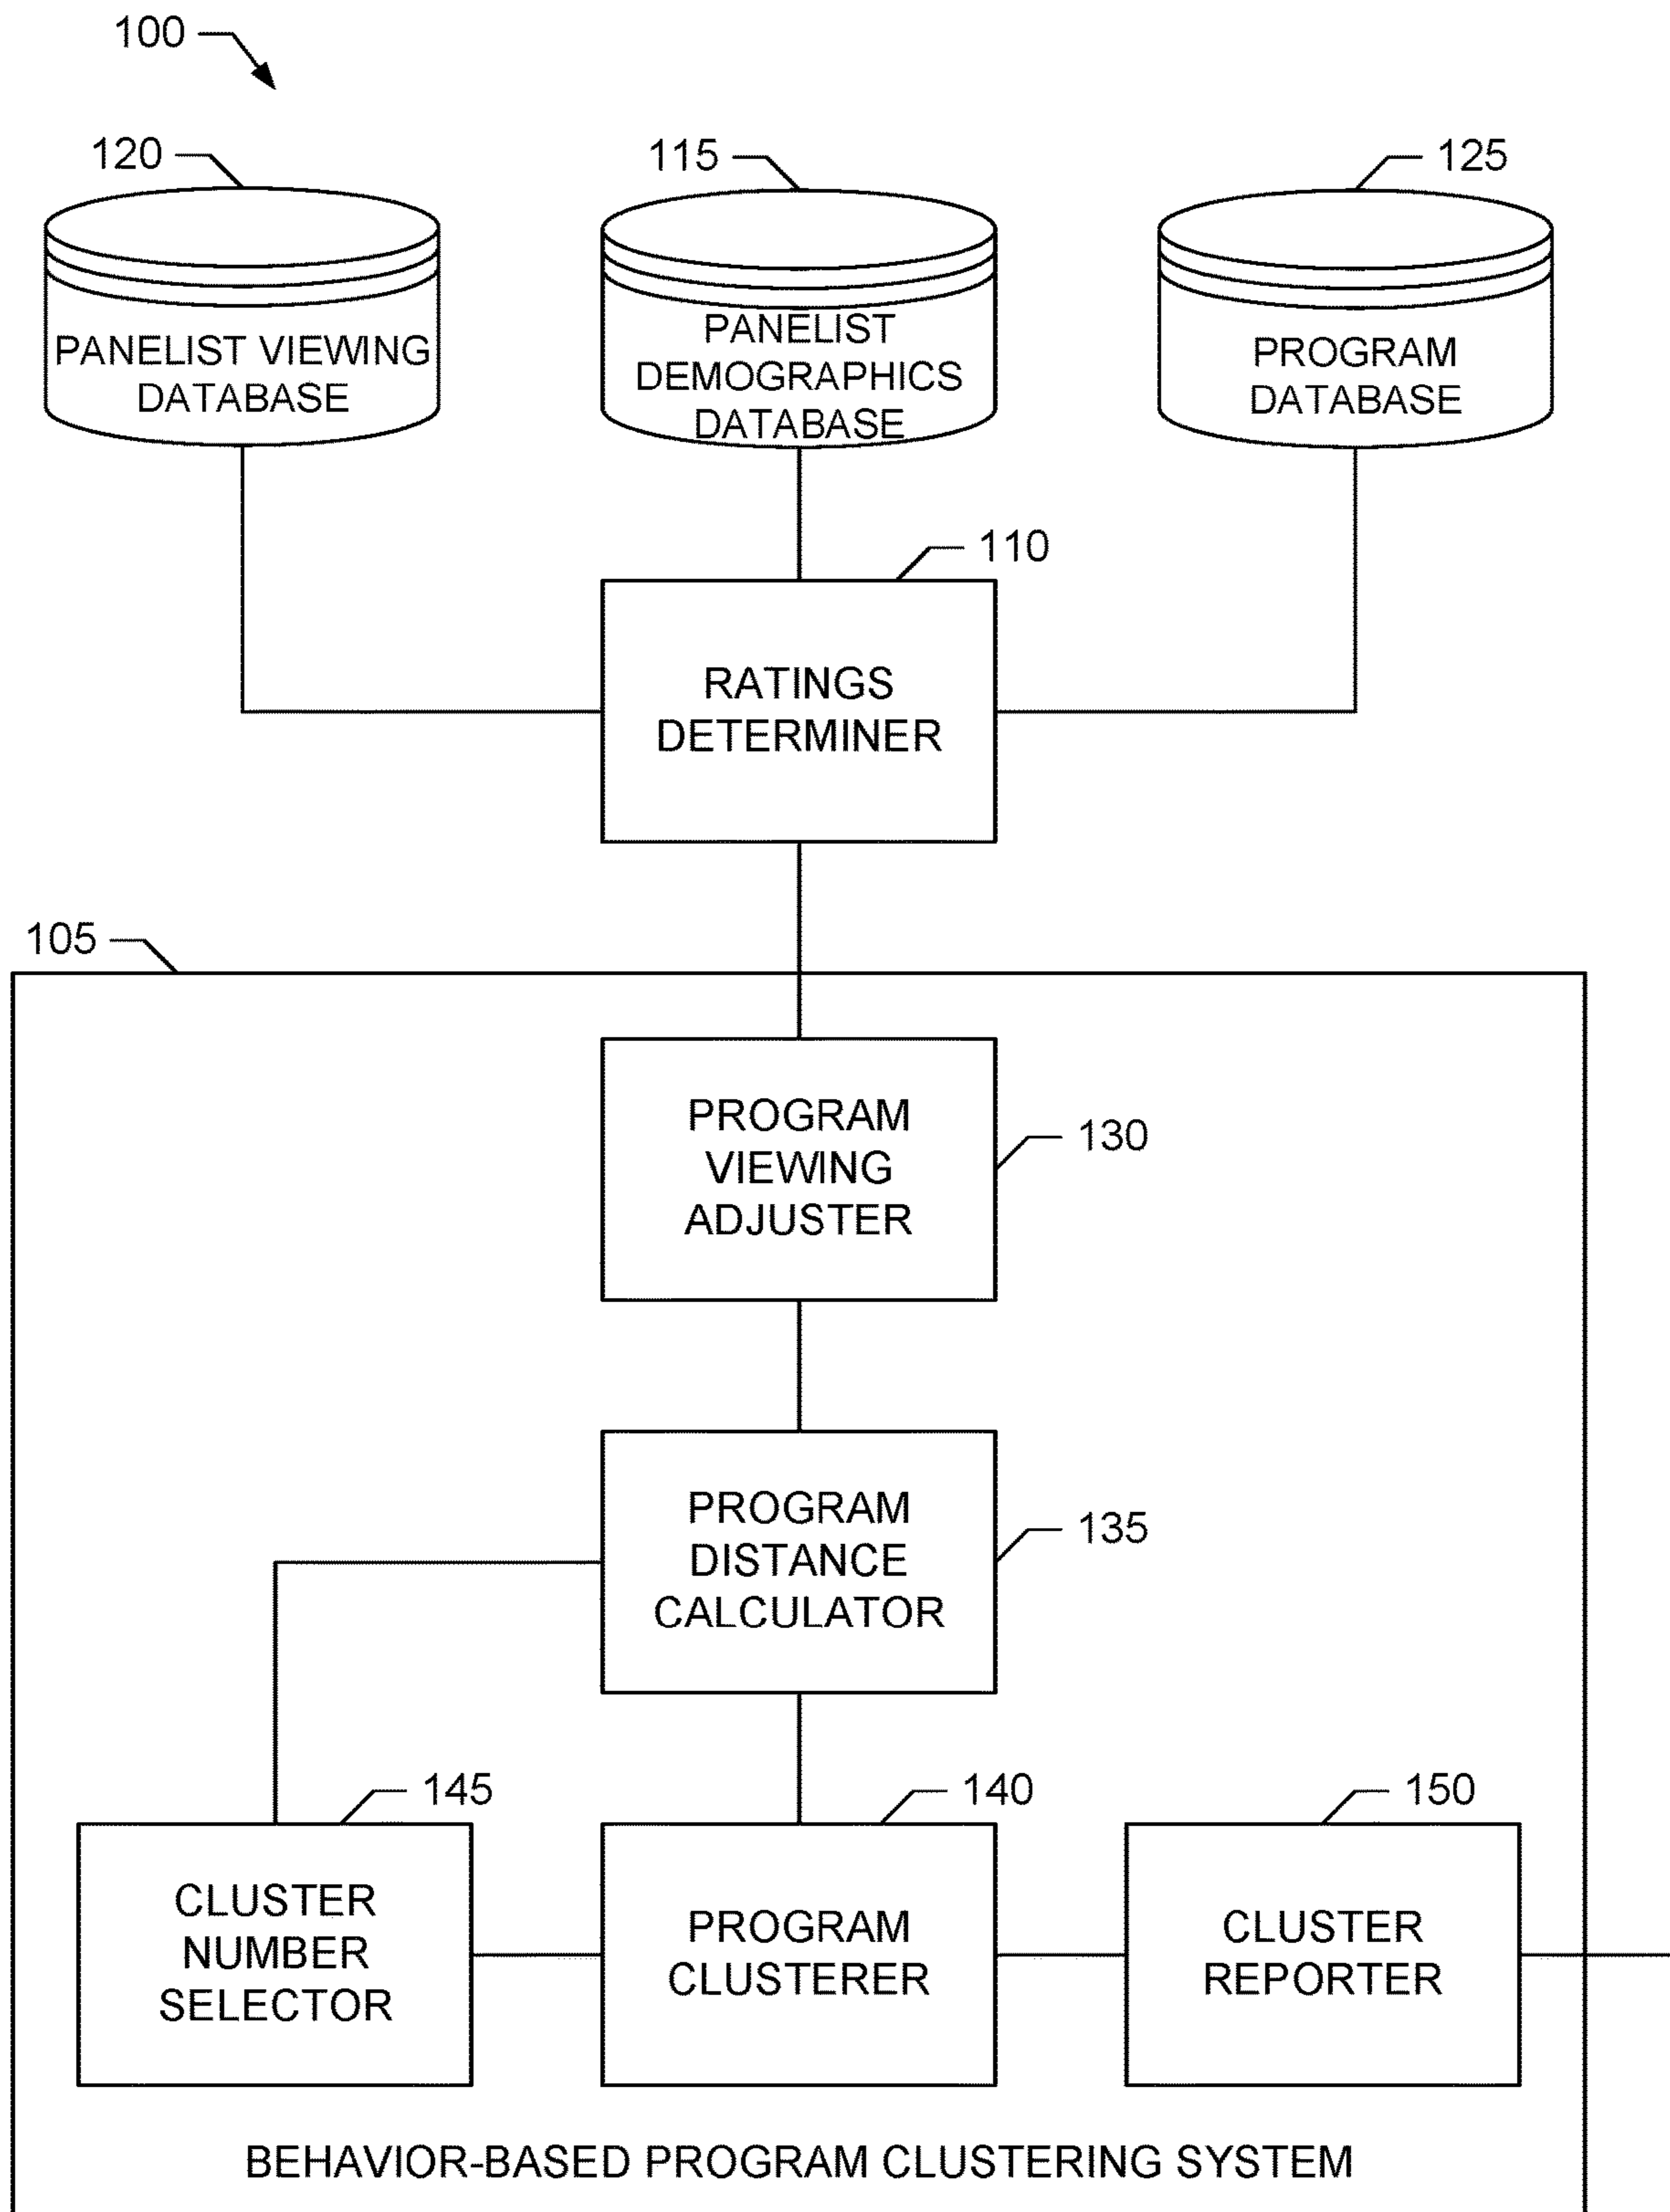 100
120
115
125
PANELIST VIEWING
DATABASE
PANELIST
DEMOGRAPHICS
DATABASE
PROGRAM
DATABASE
110
RATINGS
DETERMINER
105
PROGRAM
VIEWING
ADJUSTER
130
PROGRAM
DISTANCE
CALCULATOR
135
145
140
150
CLUSTER
NUMBER
SELECTOR
PROGRAM
CLUSTERER
CLUSTER
REPORTER
BEHAVIOR-BASED PROGRAM CLUSTERING SYSTEM